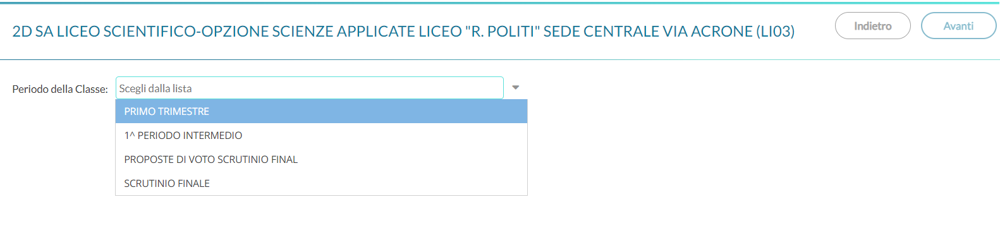 2D SA LICEO SCIENTIFICO-OPZIONE SCIENZE APPLICATE LICEO "R. POLITI" SEDE CENTRALE VIA ACRONE (LI03)
Indietro
Avanti
Periodo della Classe:
Scegli dalla lista
PRIMO TRIMESTRE
1^ PERIODO INTERMEDIO
PROPOSTE DI VOTO SCRUTINIO FINAL
SCRUTINIO FINALE